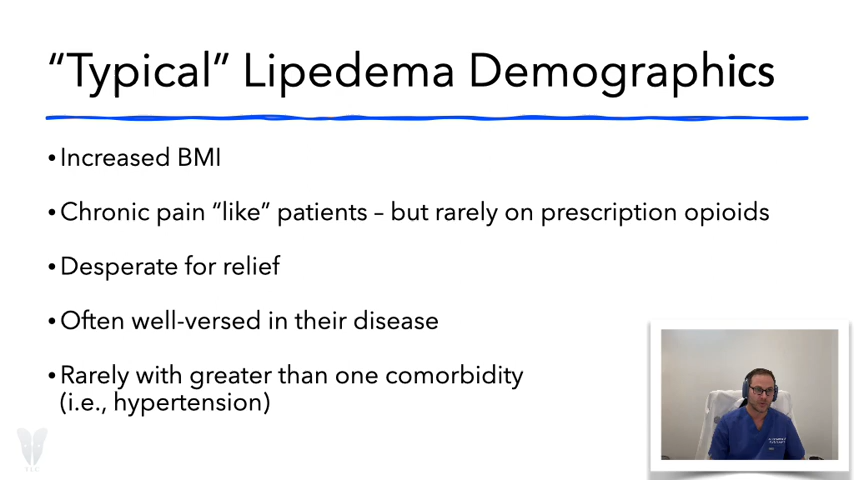 “Typical” Lipedema Demographics
•Increased BMI
•Chronic pain “like” patients – but rarely on prescription opioids
•Desperate for relief
•Often well-versed in their disease
•Rarely with greater than one comorbidity
(i.e., hypertension)
TLC